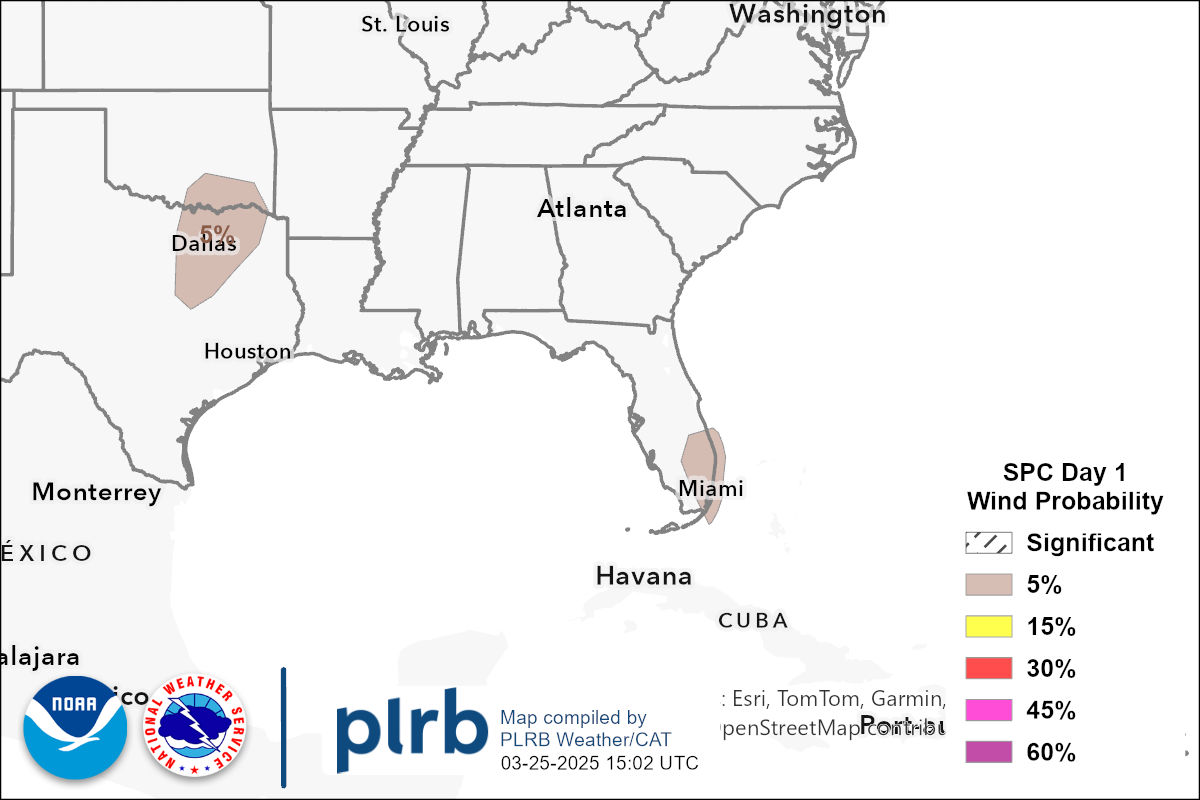 St. Louis
Washington
Atlanta
5%
Dallas
Houston
Monterrey
Miami
ÉXICO
Havana
CUBA
alajara
ico
SPC Day 1
Wind Probability
Significant
5%
15%
30%
45%
60%
NOAA
NATIONAL WEATHER SERVICE
plrb
Map compiled by
PLRB Weather/CAT
03-25-2025 15:02 UTC
: Esri, TomTom, Garmin,
penStreetMap contribu